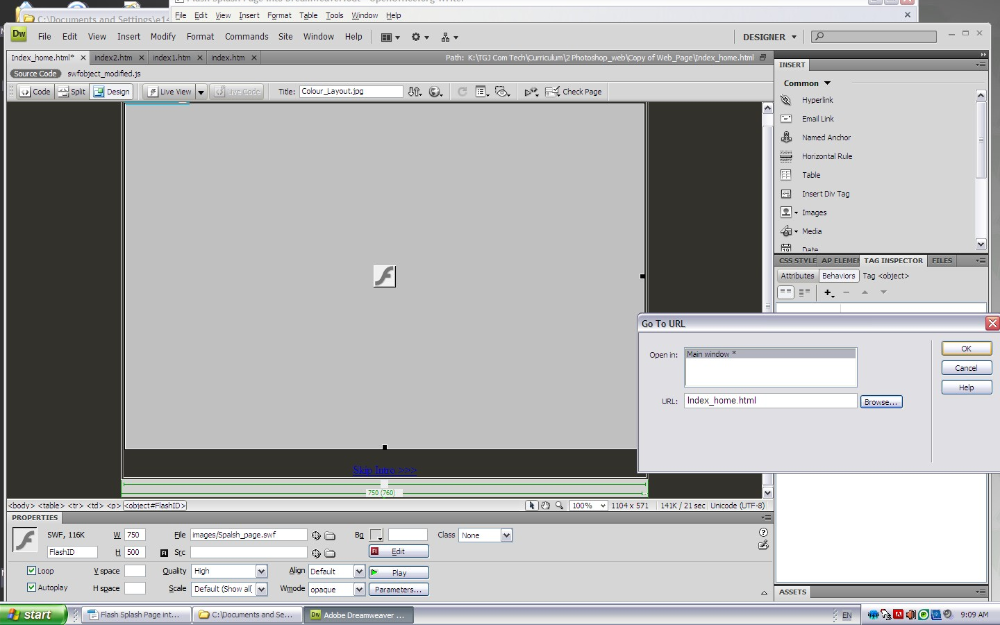 C:\Documents and Settings\e14
File Edit View Insert Format Table Tools Window Help
Dw File Edit View Insert Modify Format Commands Site Window Help DESIGNER
Index_home.html* index2.htm index1.htm index.htm Path: K:\TGJ Com Tech\Curriculum\2 Photoshop_web\Copy of Web_Page\Index_home.html
Source Code swfobject_modified.js
Code Split Design Live View Live Code Title: Colour_Layout.jpg Check Page
INSERT
Common
Hyperlink
Email Link
Named Anchor
Horizontal Rule
Table
Insert Div Tag
Images
Media
Date
CSS STYLE AP ELEMEN TAG INSPECTOR FILES
Attributes Behaviors Tag <object>
Go To URL
Open in: Main window *
OK
Cancel
Help
URL: Index_home.html Browse...
Skip Intro >>>
750 (760)
<body> <table> <tr> <td> <p> <object#FlashID> 100% 1104 x 571 141K / 21 sec Unicode (UTF-8)
PROPERTIES
SWF, 116K W 750 File images/Spalsh_page.swf Bg Class None
FlashID H 500 Src Edit
Loop V space Quality High Align Default Play
Autoplay H space Scale Default (Show all) Wmode opaque Parameters...
ASSETS
start Flash Splash Page int... C:\Documents and Se... Dw Adobe Dreamweaver ... EN 9:09 AM